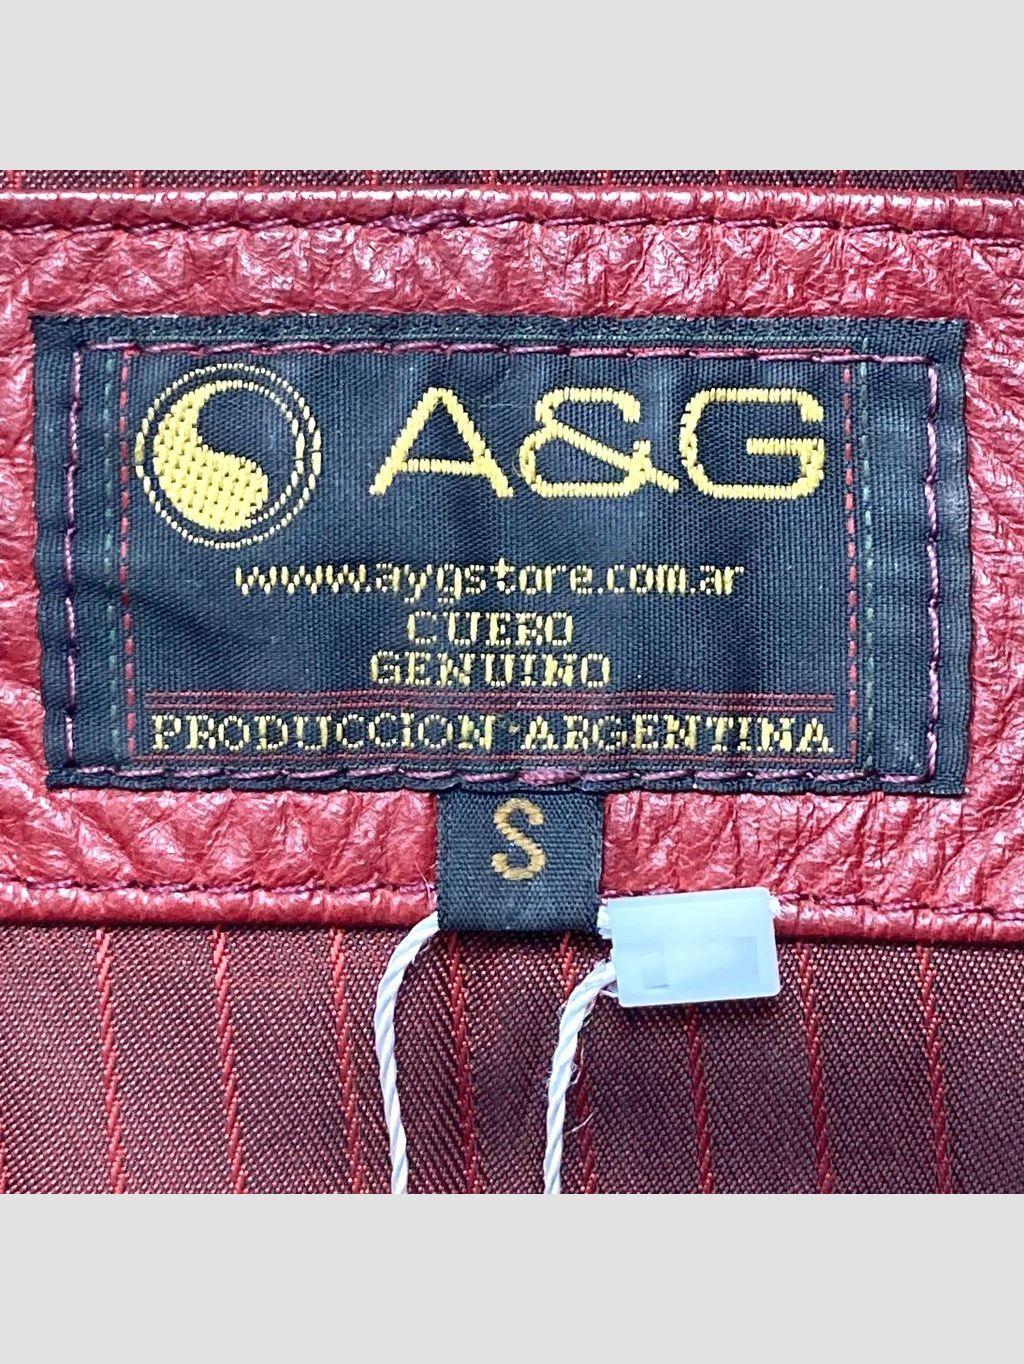 A&G
www.aygstore.com.ar
CUERO
GENUINO
PRODUCCION ARGENTINA
S